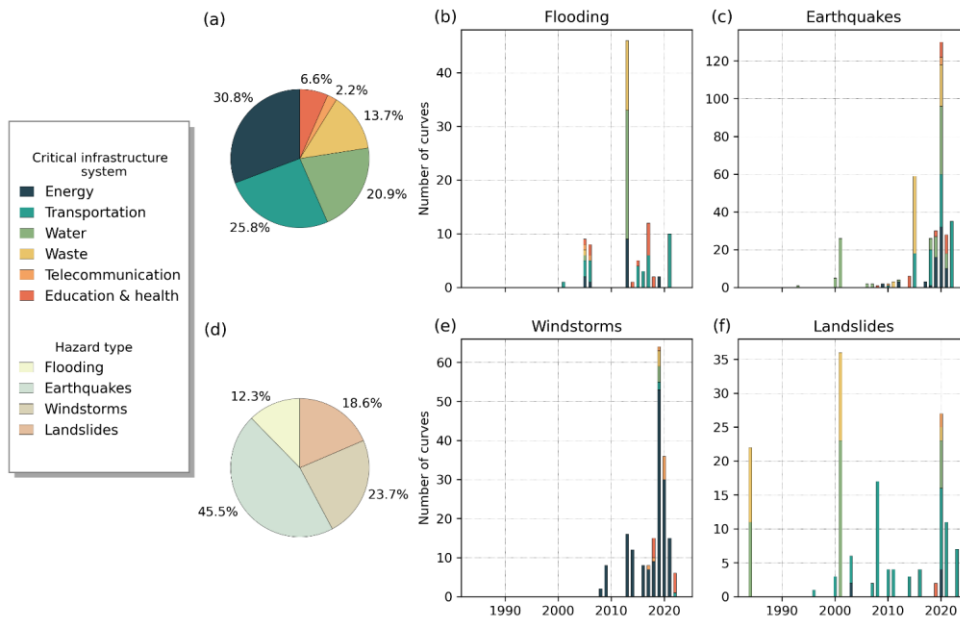 (a)
6.6%
2.2%
30.8%
13.7%
20.9%
25.8%
Critical infrastructure
system
Energy
Transportation
Water
Waste
Telecommunication
Education & health
Hazard type
Flooding
Earthquakes
Windstorms
Landslides
(b) Flooding
Number of curves
40
30
20
10
0
(c) Earthquakes
120
100
80
60
40
20
0
(d)
12.3%
18.6%
23.7%
45.5%
(e) Windstorms
Number of curves
60
50
40
30
20
10
0
1990 2000 2010 2020
(f) Landslides
35
30
25
20
15
10
5
0
1990 2000 2010 2020